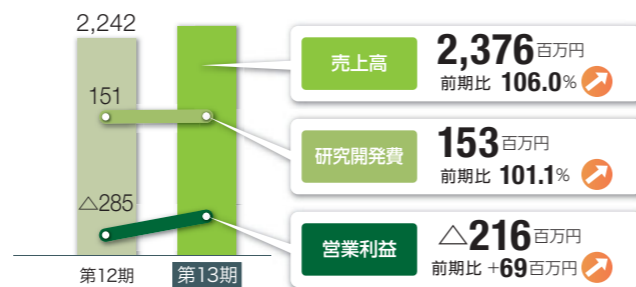 2,242
151
△285
第12期
第13期
売上高
2,376百万円
前期比 106.0%
研究開発費
153百万円
前期比 101.1%
営業利益
△216百万円
前期比 +69百万円